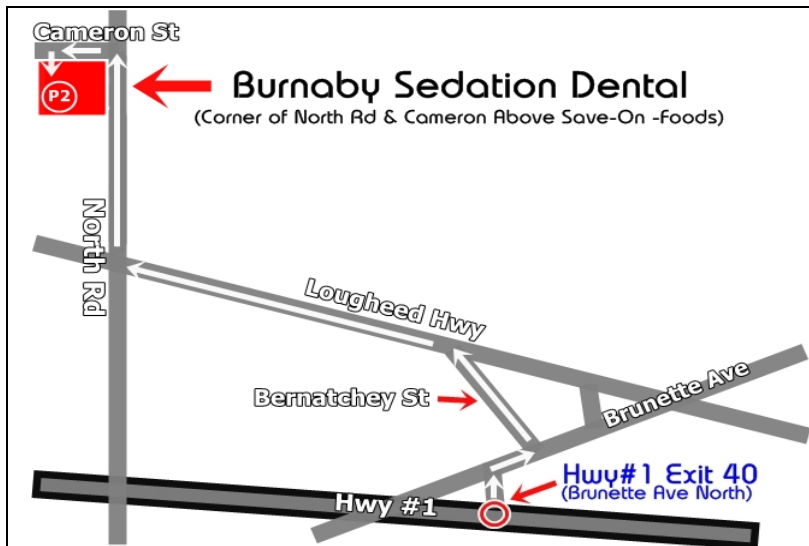 Cameron St
P2
Burnaby Sedation Dental
(Corner of North Rd & Cameron Above Save-On -Foods)
North Rd
Lougheed Hwy
Bernatchey St
Brunette Ave
Hwy#1 Exit 40
(Brunette Ave North)
Hwy #1